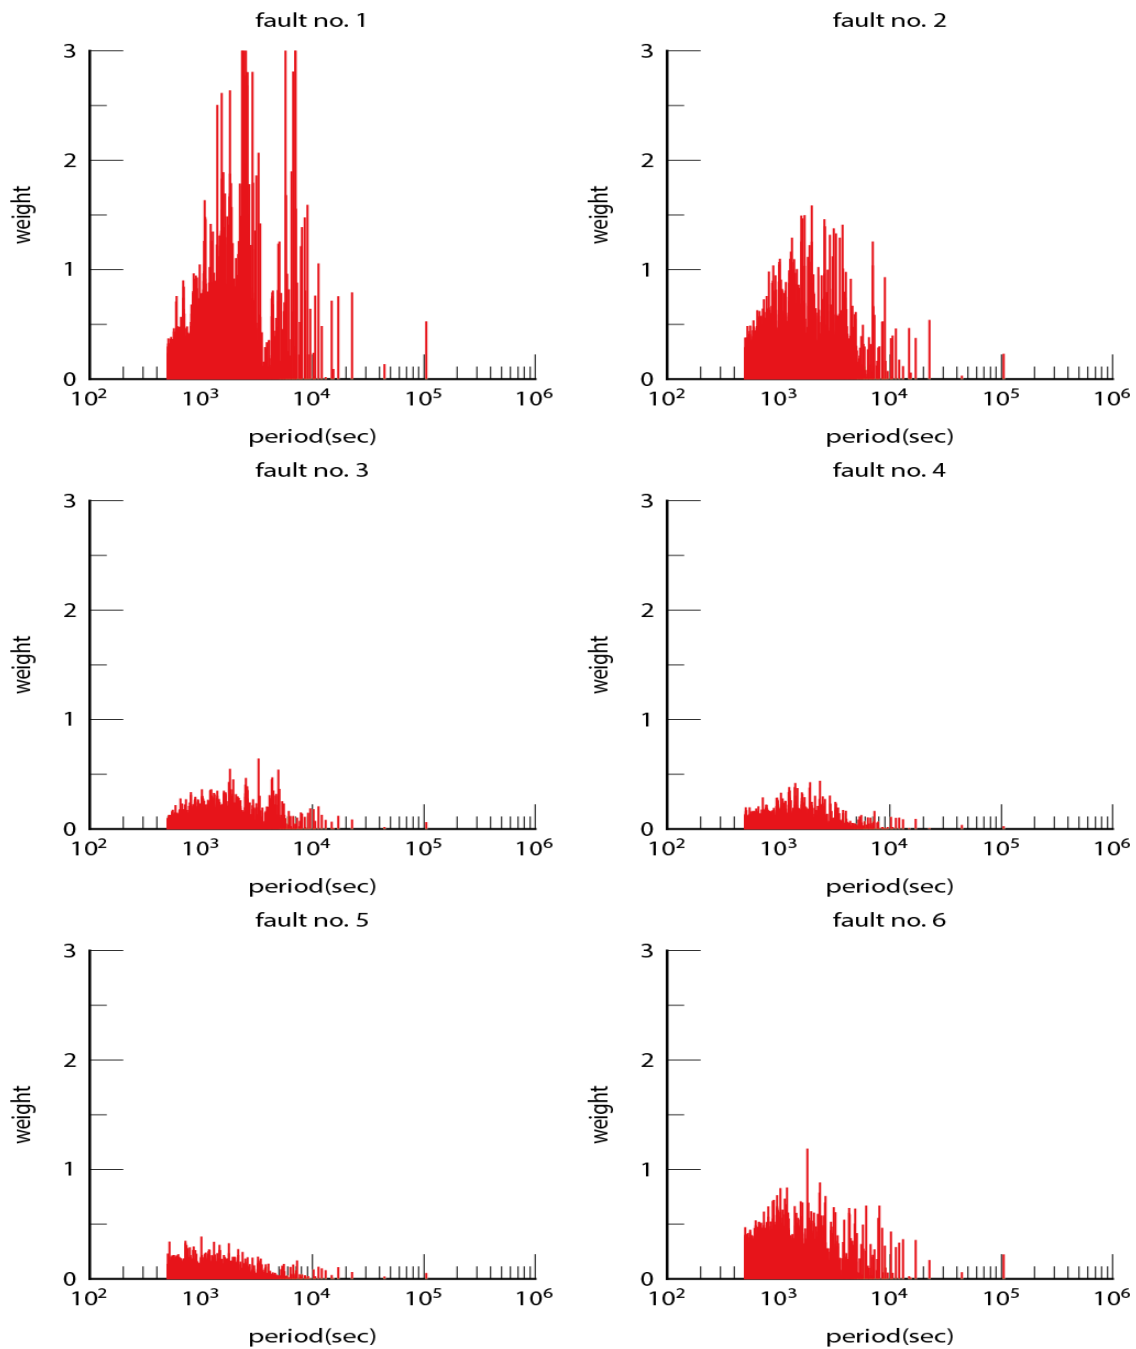 fault no. 1
3
2
1
0
weight
10² 10³ 10⁴ 10⁵ 10⁶
period(sec)
fault no. 2
3
2
1
0
weight
10² 10³ 10⁴ 10⁵ 10⁶
period(sec)
fault no. 3
3
2
1
0
weight
10² 10³ 10⁴ 10⁵ 10⁶
period(sec)
fault no. 4
3
2
1
0
weight
10² 10³ 10⁴ 10⁵ 10⁶
period(sec)
fault no. 5
3
2
1
0
weight
10² 10³ 10⁴ 10⁵ 10⁶
period(sec)
fault no. 6
3
2
1
0
weight
10² 10³ 10⁴ 10⁵ 10⁶
period(sec)